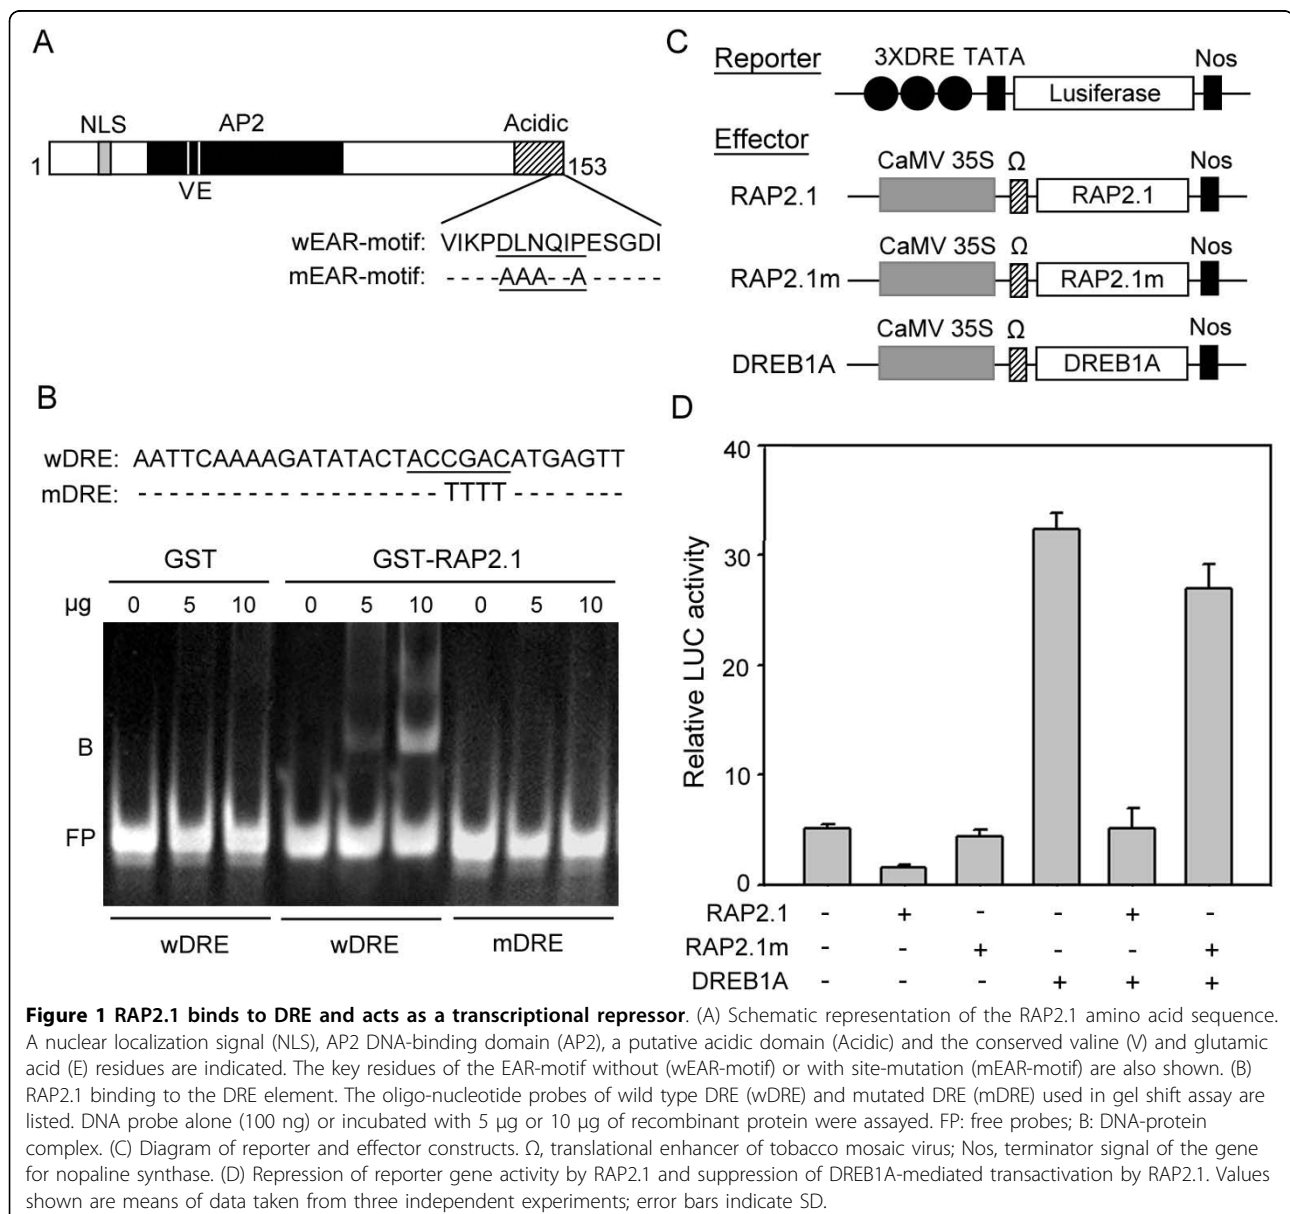 A
NLS AP2 Acidic
1 153
VE
wEAR-motif: VIKPDLNQIPESGDI
mEAR-motif: - - - - AAA- -A- - - - -
B
wDRE: AATTCAAAAGATATACTACCGACATGAGTT
mDRE: - - - - - - - - - - - - - - - - - - - - TTTT - - - - - -
GST GST-RAP2.1
µg 0 5 10 0 5 10 0 5 10
B
FP
wDRE wDRE mDRE
C
Reporter 3XDRE TATA Nos
Lusiferase
Effector
CaMV 35S Ω Nos
RAP2.1 RAP2.1
CaMV 35S Ω Nos
RAP2.1m RAP2.1m
CaMV 35S Ω Nos
DREB1A DREB1A
D
Relative LUC activity
40
30
20
10
0
RAP2.1 - + - - + -
RAP2.1m - - + - - +
DREB1A - - - + + +
Figure 1 RAP2.1 binds to DRE and acts as a transcriptional repressor. (A) Schematic representation of the RAP2.1 amino acid sequence.
A nuclear localization signal (NLS), AP2 DNA-binding domain (AP2), a putative acidic domain (Acidic) and the conserved valine (V) and glutamic
acid (E) residues are indicated. The key residues of the EAR-motif without (wEAR-motif) or with site-mutation (mEAR-motif) are also shown. (B)
RAP2.1 binding to the DRE element. The oligo-nucleotide probes of wild type DRE (wDRE) and mutated DRE (mDRE) used in gel shift assay are
listed. DNA probe alone (100 ng) or incubated with 5 µg or 10 µg of recombinant protein were assayed. FP: free probes; B: DNA-protein
complex. (C) Diagram of reporter and effector constructs. Ω, translational enhancer of tobacco mosaic virus; Nos, terminator signal of the gene
for nopaline synthase. (D) Repression of reporter gene activity by RAP2.1 and suppression of DREB1A-mediated transactivation by RAP2.1. Values
shown are means of data taken from three independent experiments; error bars indicate SD.